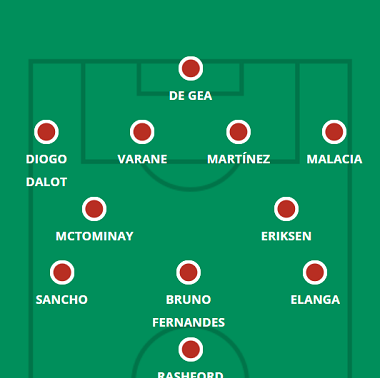 DE GEA
DIOGO
DALOT
VARANE
MARTÍNEZ
MALACIA
MCTOMINAY
ERIKSEN
SANCHO
BRUNO
FERNANDES
ELANGA
RASHFORD